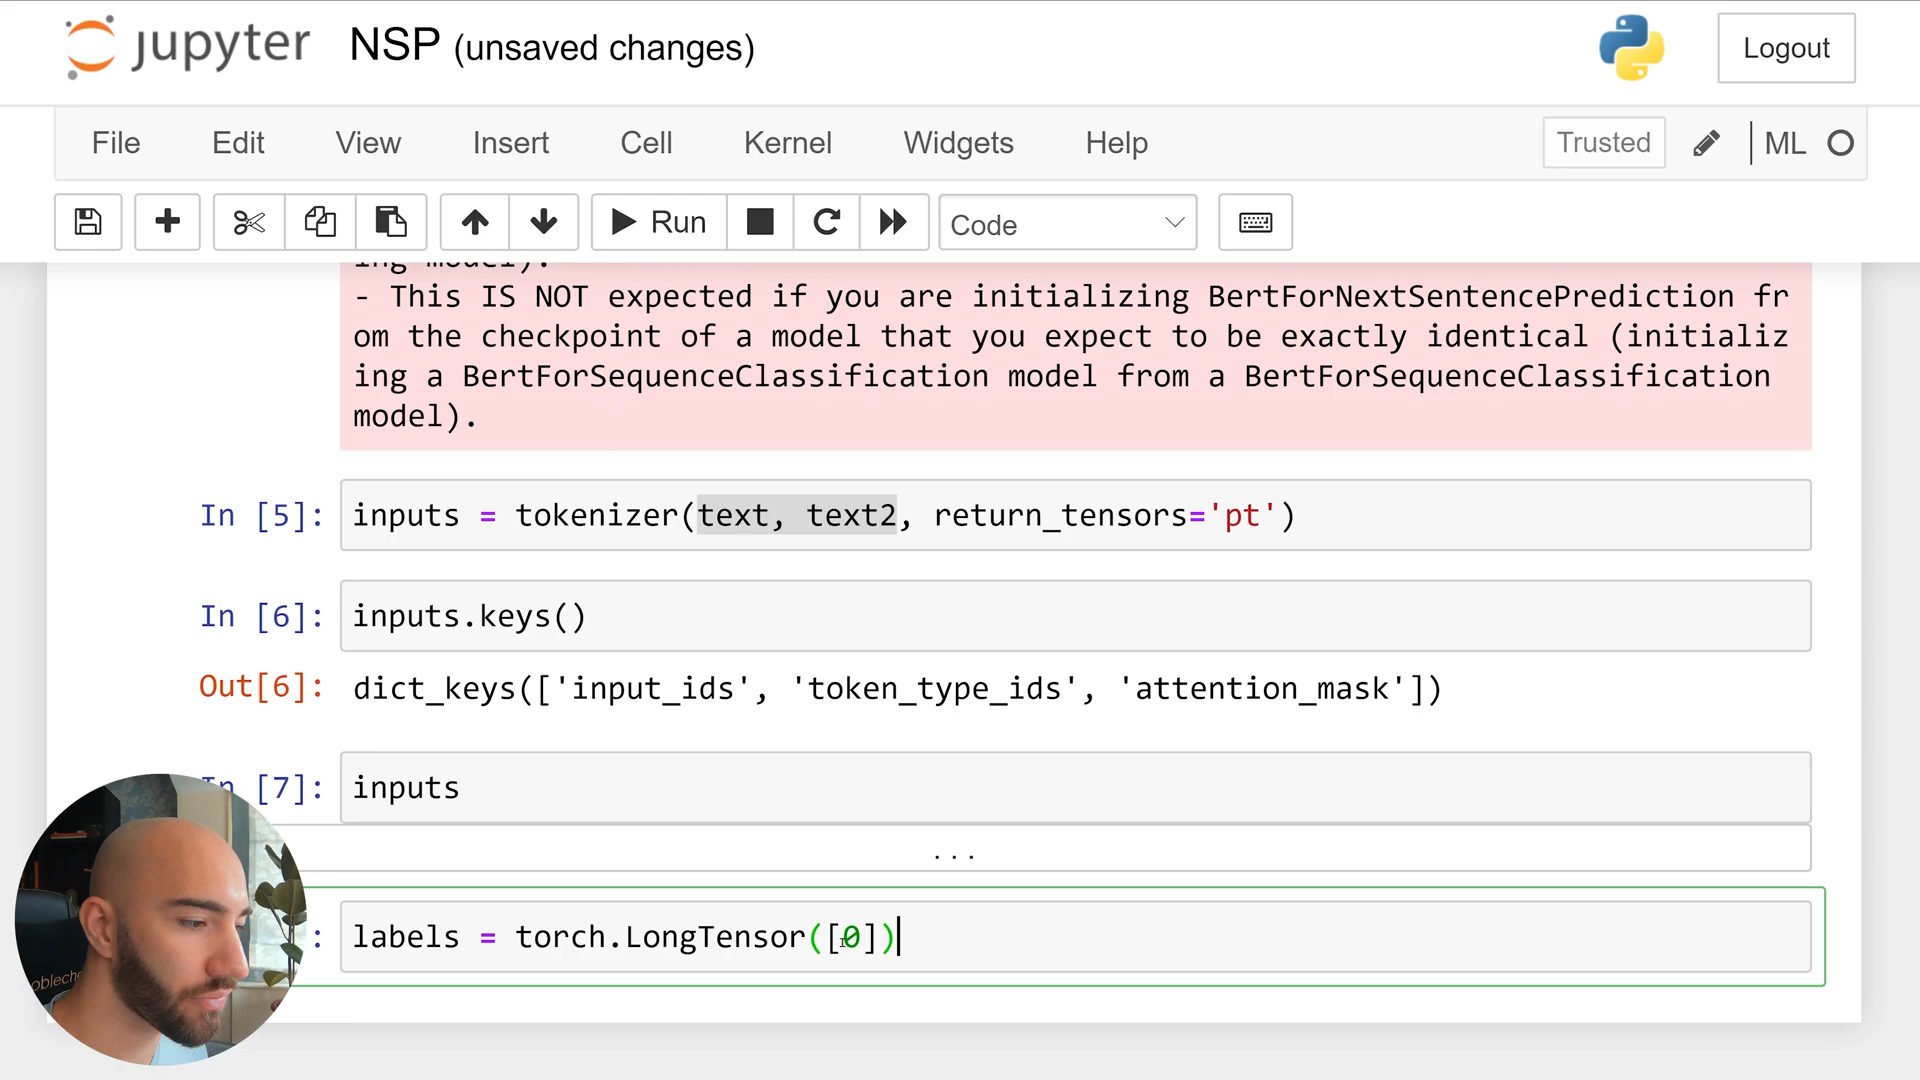 jupyter NSP (unsaved changes) Logout
File Edit View Insert Cell Kernel Widgets Help Trusted ML
Run Code
ing model).
- This IS NOT expected if you are initializing BertForNextSentencePrediction fr
om the checkpoint of a model that you expect to be exactly identical (initializ
ing a BertForSequenceClassification model from a BertForSequenceClassification
model).
In [5]: inputs = tokenizer(text, text2, return_tensors='pt')
In [6]: inputs.keys()
Out[6]: dict_keys(['input_ids', 'token_type_ids', 'attention_mask'])
In [7]: inputs
...
: labels = torch.LongTensor([0])
noblech